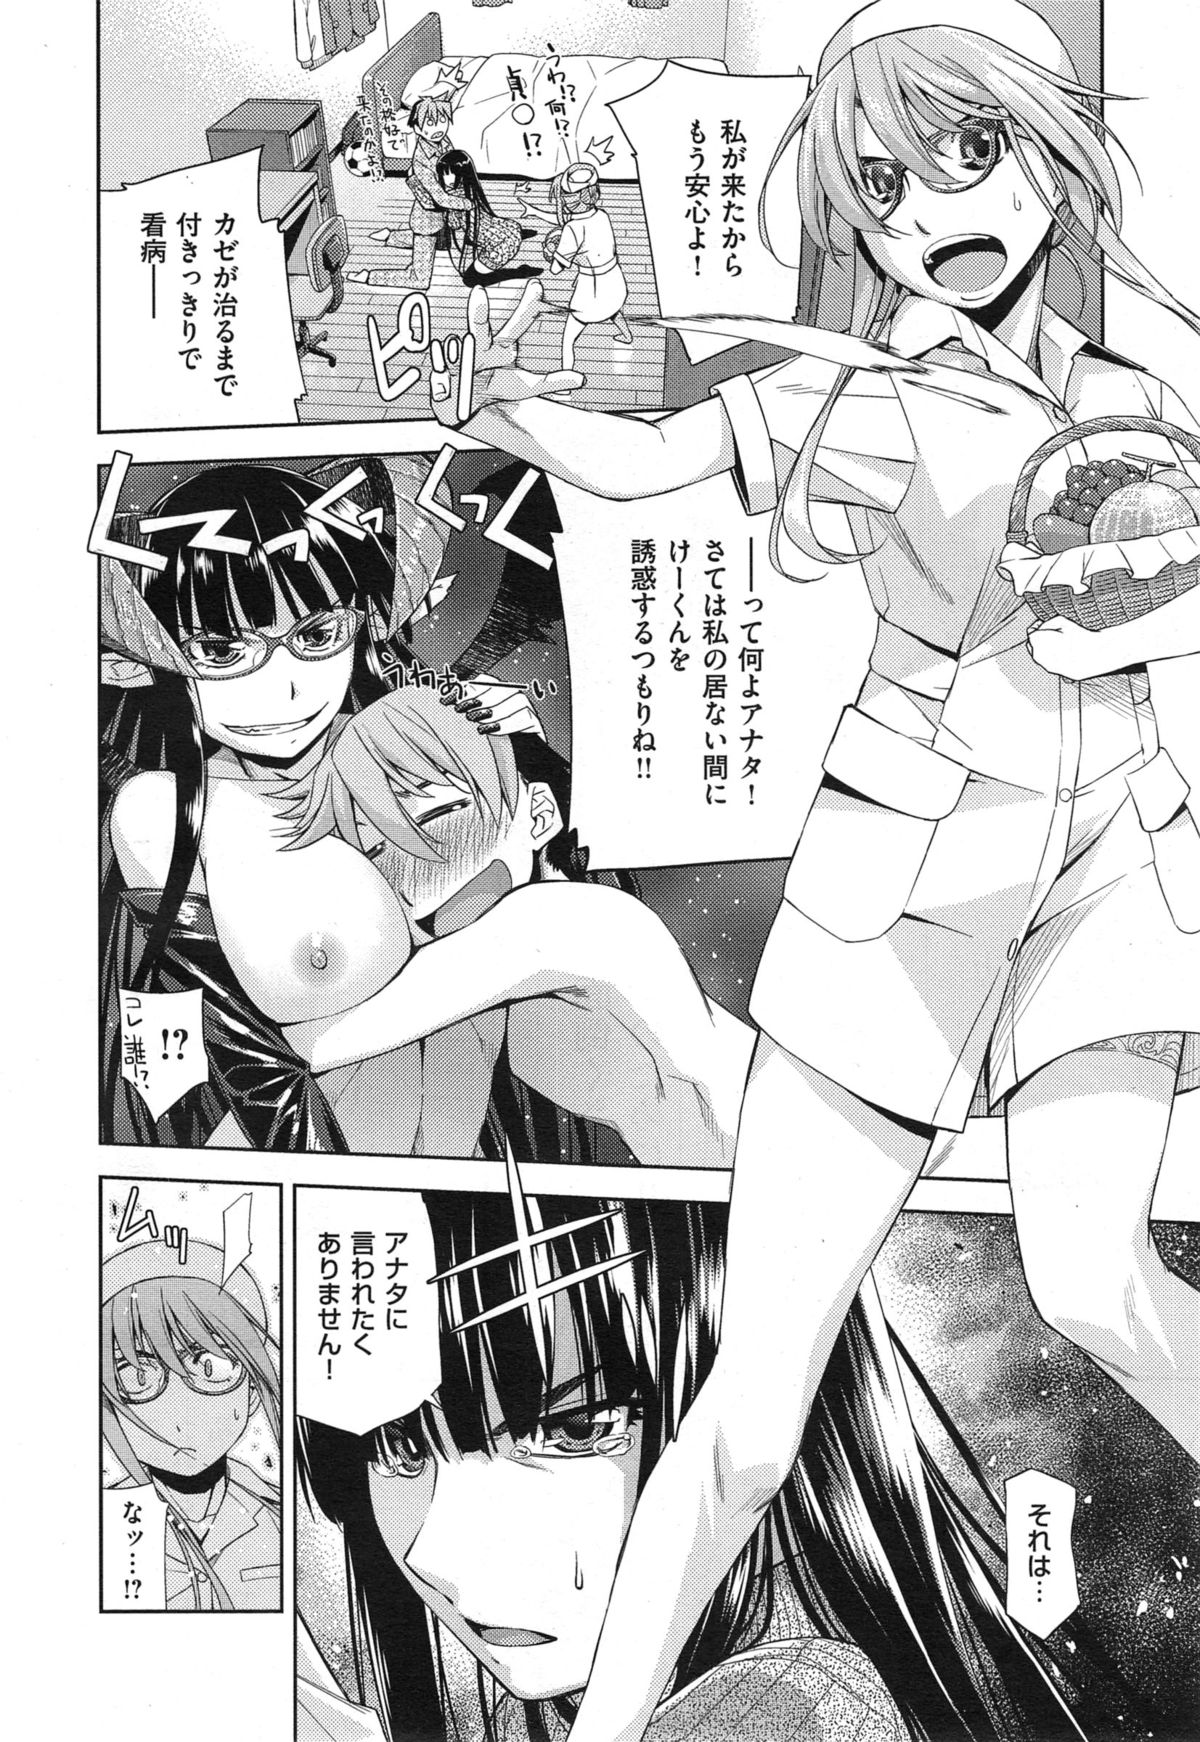 私が来たから
もう安心よ！
うわ!?何!?
貞○!?
その格好で
来たのかよ!?
ピッ
カゼが治るまで
付きっきりで
看病――
――って何よアナタ！
さては私の居ない間に
けーくんを
誘惑するつもりね!!
くてっくっくっくっ
うわぁーい
!?
コレ誰!?
それは…
アナタに
言われたく
ありません！
ムッ
なッ…!?